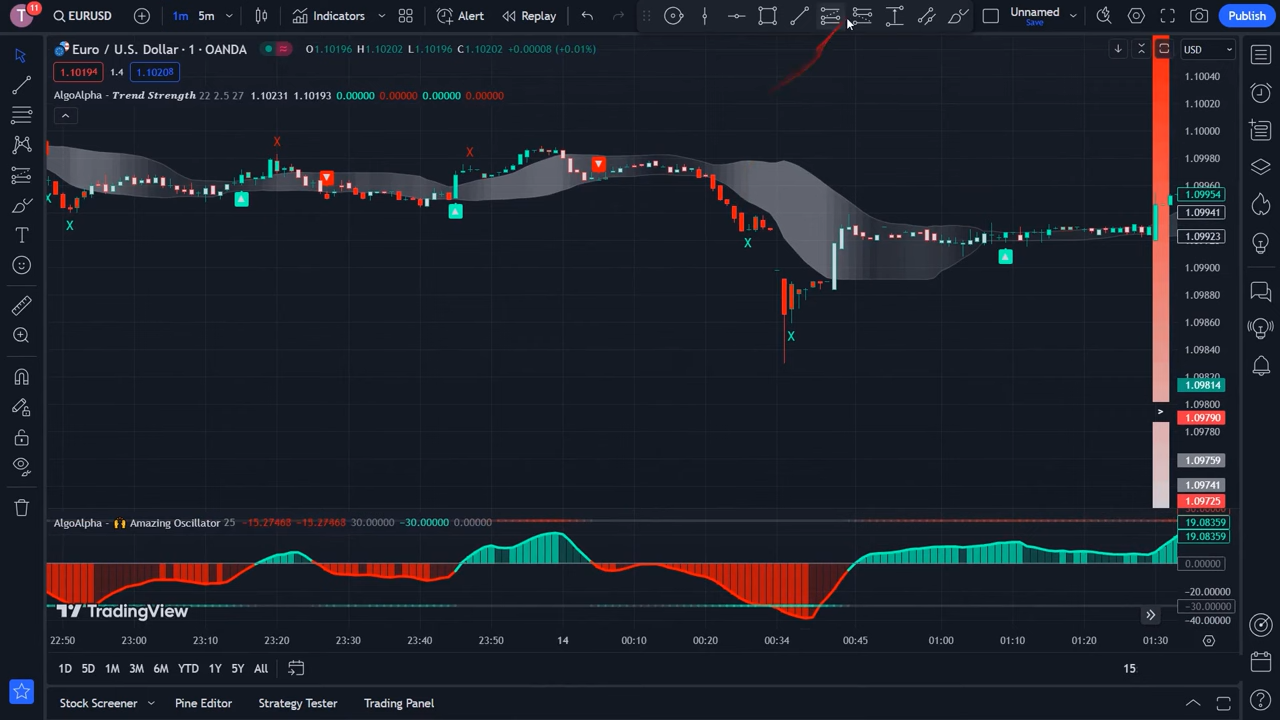 T 11 EURUSD 1m 5m Indicators Alert Replay Unnamed Save Publish
Euro / U.S. Dollar · 1 · OANDA O1.10196 H1.10202 L1.10196 C1.10202 +0.00008 (+0.01%) USD
1.10194 1.4 1.10208
AlgoAlpha - Trend Strength 22 2.5 27 1.10231 1.10193 0.00000 0.00000 0.00000 0.00000
1.10040
1.10020
1.10000
1.09980
1.09960
1.09954
1.09941
1.09923
1.09900
1.09880
1.09860
1.09840
1.09820
1.09814
1.09800
1.09790
1.09780
1.09759
1.09741
1.09725
X X X X X X
AlgoAlpha - 🙌 Amazing Oscillator 25 −15.27468 −15.27468 30.00000 −30.00000 0.00000
30.00000
19.08359
19.08359
0.00000
−20.00000
−30.00000
−40.00000
TradingView
22:50 23:00 23:10 23:20 23:30 23:40 23:50 14 00:10 00:20 00:34 00:45 01:00 01:10 01:20 01:30
1D 5D 1M 3M 6M YTD 1Y 5Y All 15:
Stock Screener Pine Editor Strategy Tester Trading Panel